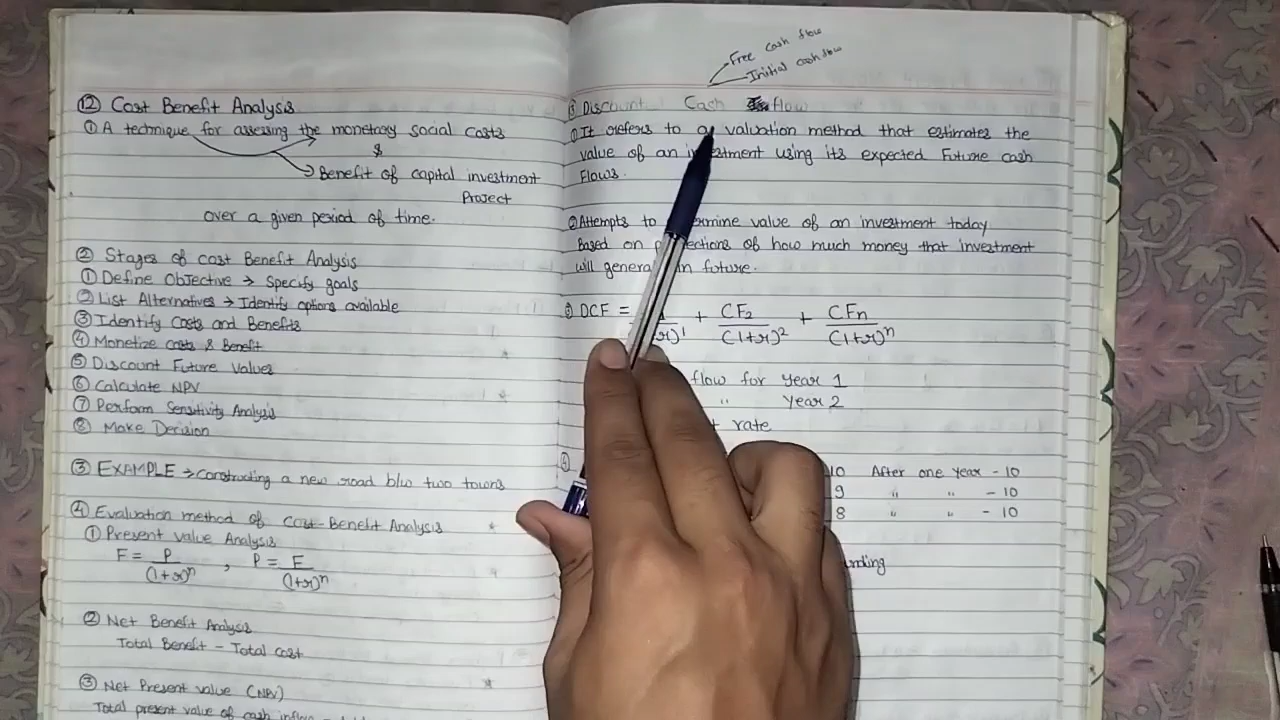 ⑫ Cost Benefit Analysis
① A technique for assessing the monetary social costs
&
Benefit of capital investment
Project
over a given period of time.
② Stages of cost Benefit Analysis
① Define Objective → Specify goals
② List Alternatives → Identify options available
③ Identify Costs and Benefits
④ Monetize costs & Benefit
⑤ Discount Future Values
⑥ Calculate NPV
⑦ Perform Sensitivity Analysis
⑧ Make Decision
③ EXAMPLE → Constructing a new road b/w two towns
④ Evaluation method of Cost-Benefit Analysis
① Present value Analysis
F = P/(1+r)^n , P = F/(1+r)^n
② Net Benefit Analysis
Total Benefit - Total cost
③ Net Present value (NPV)
Total present value of cash
Free cash flow
Initial cashflow
Discount Cash flow
① It refers to a valuation method that estimates the
value of an investment using its expected Future cash
Flows.
② Attempts to value of an investment today
Based on of how much money that investment
will in future.
③ DCF = + CF2/(1+r)² + CFn/(1+r)^n
flow for year 1
" Year 2
rate
10 After one year - 10
9 " " - 10
8 " " - 10